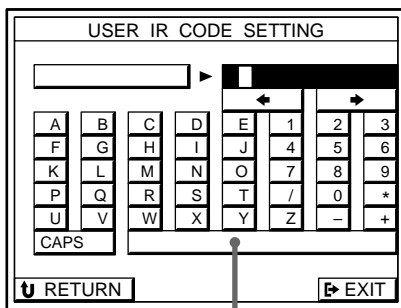 USER IR CODE SETTING
A B C D E 1 2 3
F G H I J 4 5 6
K L M N O 7 8 9
P Q R S T / 0 *
U V W X Y Z – +
CAPS
RETURN EXIT